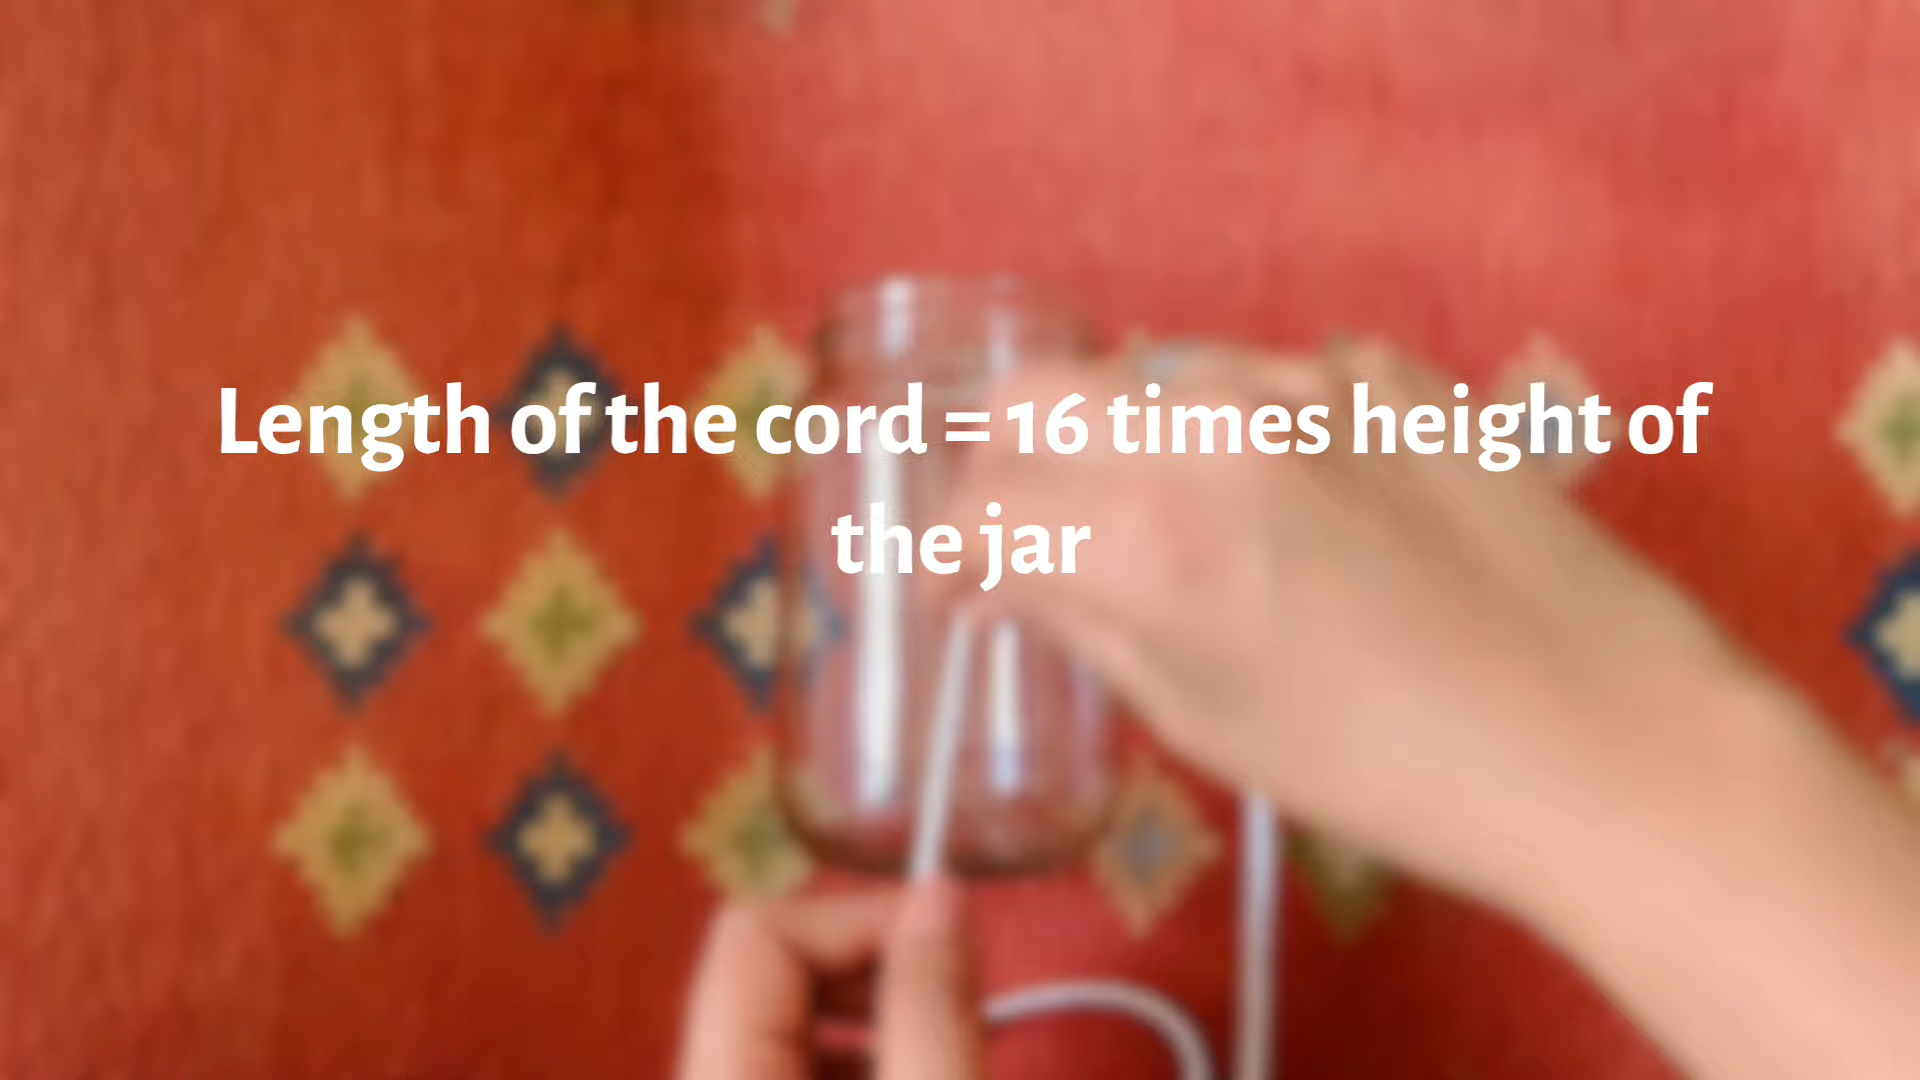 Length of the cord = 16 times height of
the jar